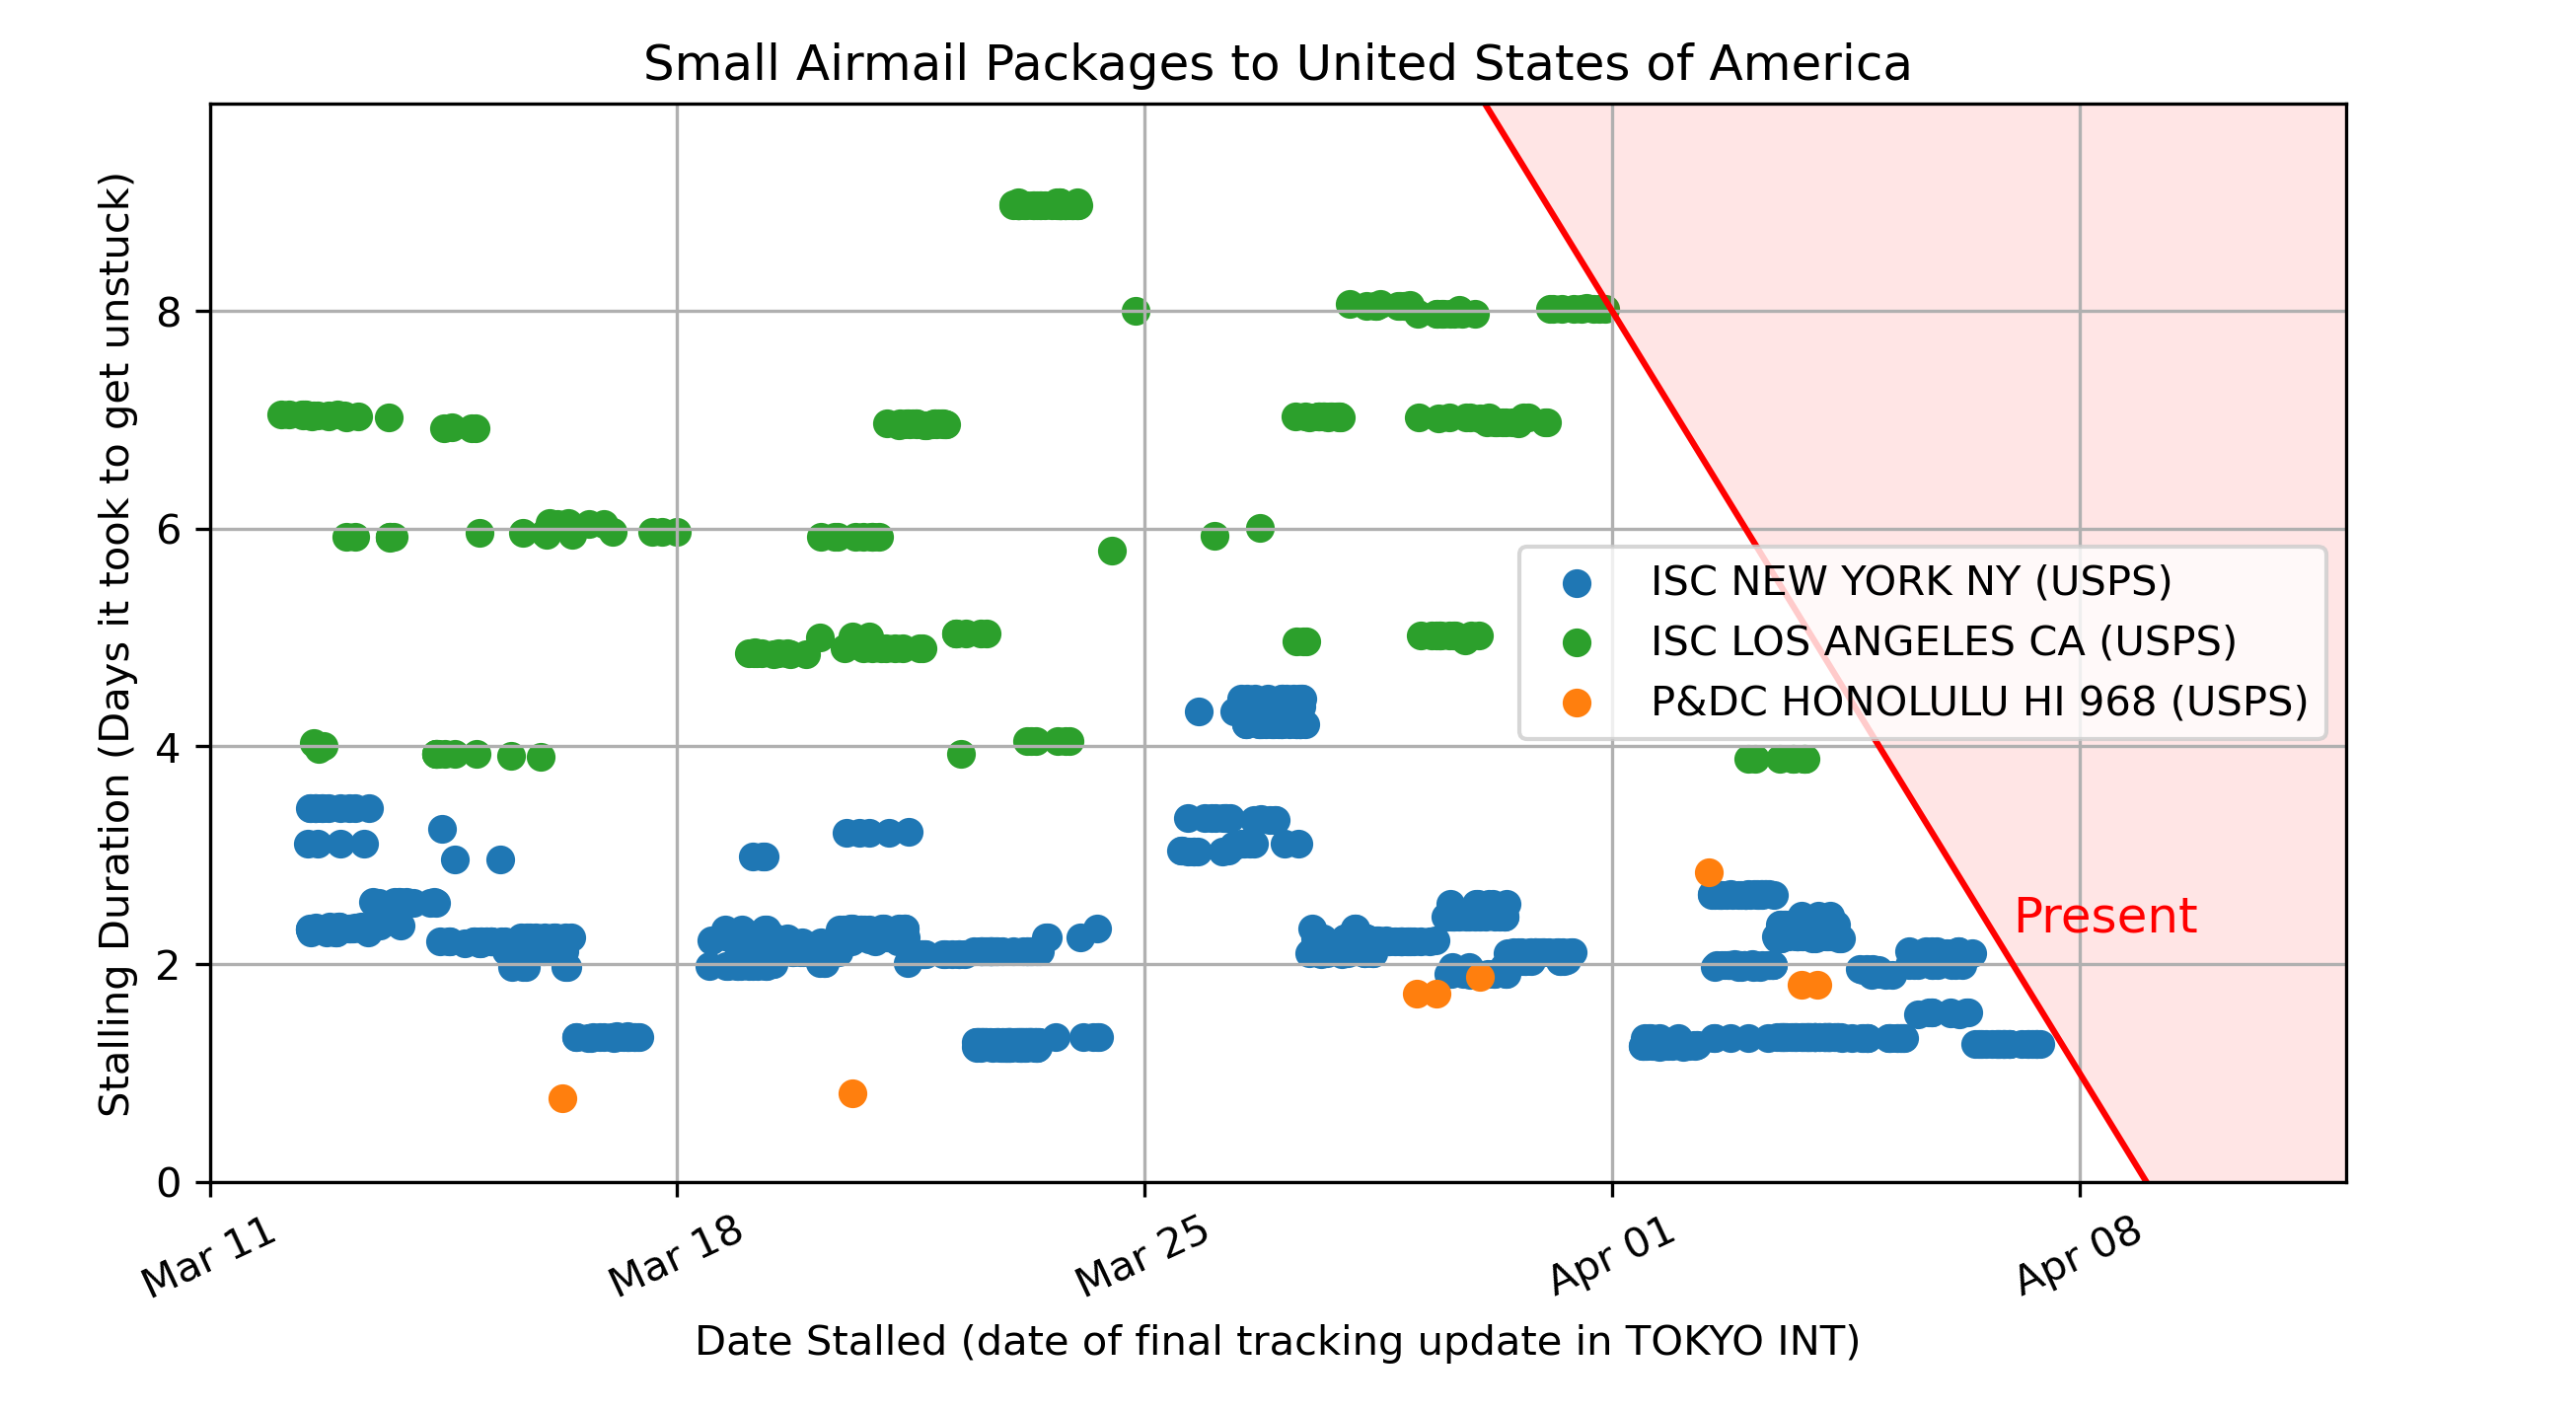 Small Airmail Packages to United States of America
Stalling Duration (Days it took to get unstuck)
8
6
4
2
0
ISC NEW YORK NY (USPS)
ISC LOS ANGELES CA (USPS)
P&DC HONOLULU HI 968 (USPS)
Present
Mar 11
Mar 18
Mar 25
Apr 01
Apr 08
Date Stalled (date of final tracking update in TOKYO INT)